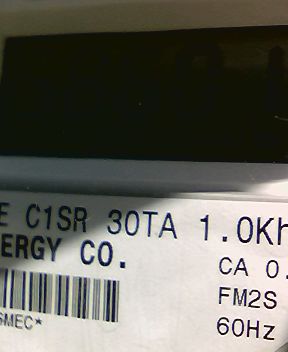 E C1SR 30TA 1.0Kh
ERGY CO.
CA 0.
FM2S
SMEC*
60Hz